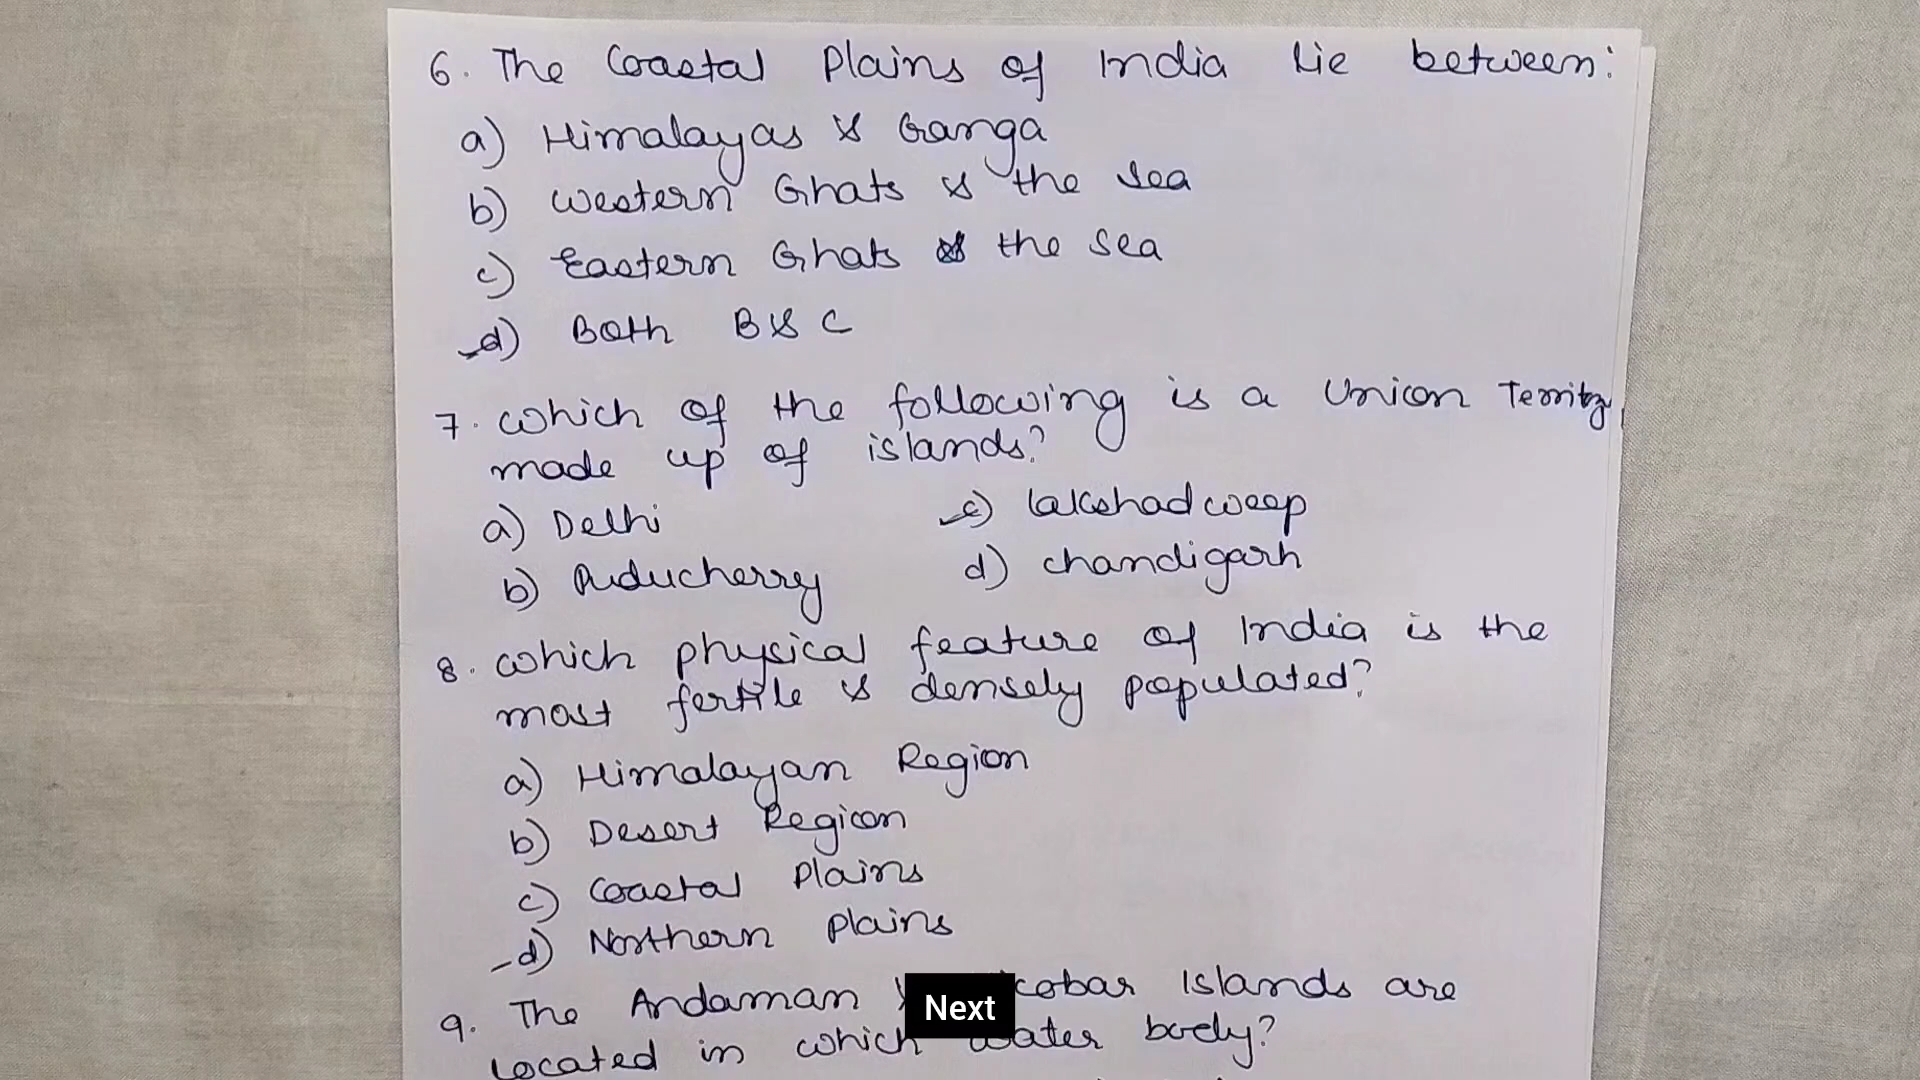 6. The Coastal Plains of India lie between:
a) Himalayas & Ganga
b) Western Ghats & the Sea
c) Eastern Ghats & the Sea
d) Both B & C
7. Which of the following is a Union Territory
made up of islands?
a) Delhi
c) Lakshadweep
b) Puducherry
d) Chandigarh
8. Which physical feature of India is the
most fertile & densely populated?
a) Himalayan Region
b) Desert Region
c) Coastal Plains
d) Northern Plains
9. The Andaman cobar Islands are
located in which water body?
Next